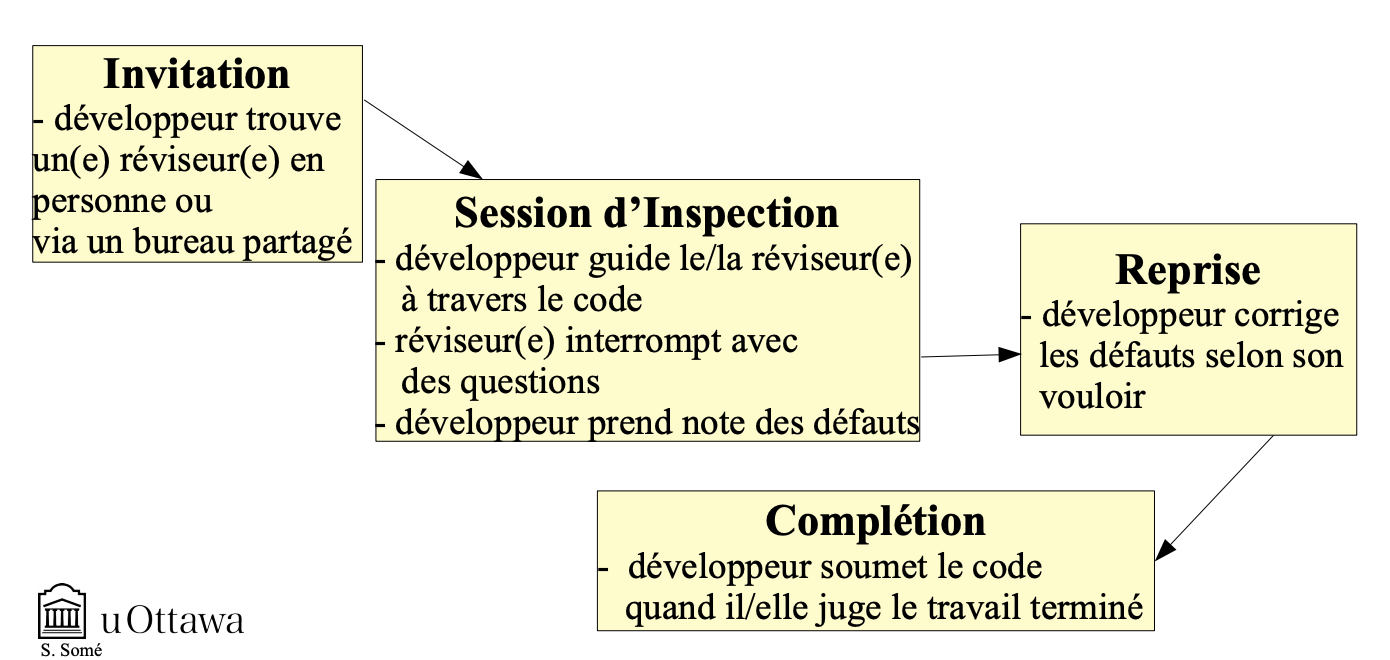 Invitation
- développeur trouve
un(e) réviseur(e) en
personne ou
via un bureau partagé
Session d’Inspection
- développeur guide le/la réviseur(e)
à travers le code
- réviseur(e) interrompt avec
des questions
- développeur prend note des défauts
Reprise
- développeur corrige
les défauts selon son
vouloir
Complétion
- développeur soumet le code
quand il/elle juge le travail terminé
uOttawa
S. Somé